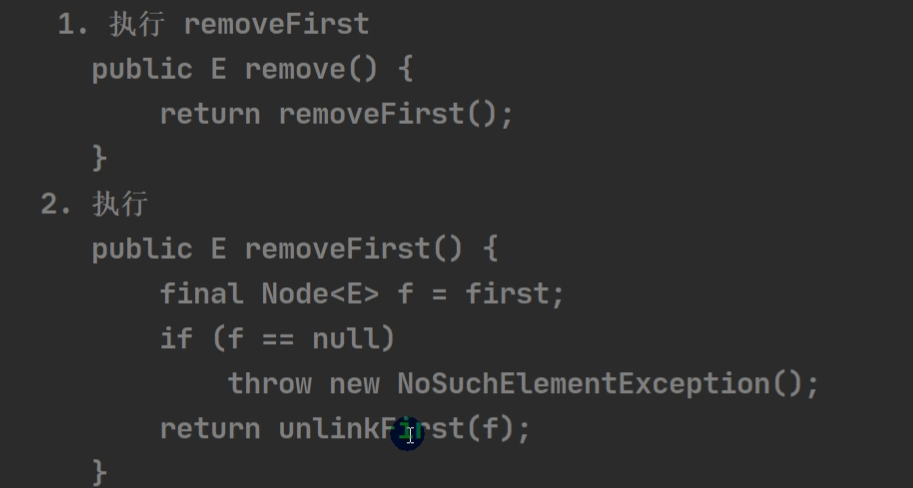 1. 执行 removeFirst
public E remove() {
return removeFirst();
}
2. 执行
public E removeFirst() {
final Node<E> f = first;
if (f == null)
throw new NoSuchElementException();
return unlinkFirst(f);
}